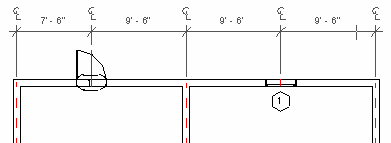 ℄ ℄ ℄ ℄ ℄
7' - 6" 9' - 6" 9' - 6' 9' - 6"
1